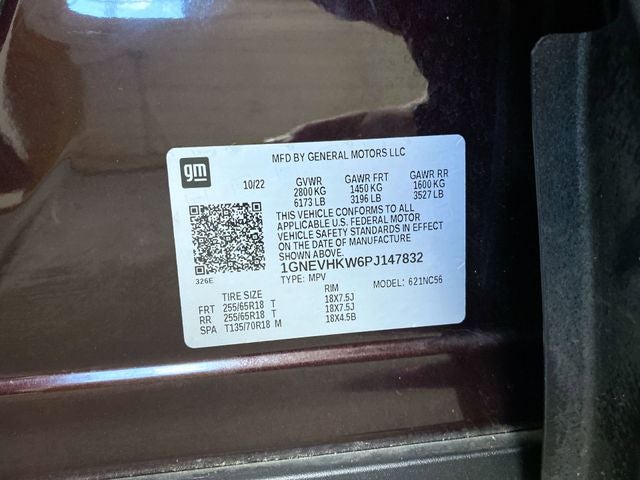 gm
MFD BY GENERAL MOTORS LLC
10/22 GVWR GAWR FRT GAWR RR
2800 KG 1450 KG 1600 KG
6173 LB 3196 LB 3527 LB
THIS VEHICLE CONFORMS TO ALL
APPLICABLE U.S. FEDERAL MOTOR
VEHICLE SAFETY STANDARDS IN EFFECT
ON THE DATE OF MANUFACTURE
SHOWN ABOVE.
1GNEVHKW6PJ147832
326E
TYPE: MPV MODEL: 621NC56
TIRE SIZE RIM
FRT 255/65R18 T 18X7.5J
RR 255/65R18 T 18X7.5J
SPA T135/70R18 M 18X4.5B